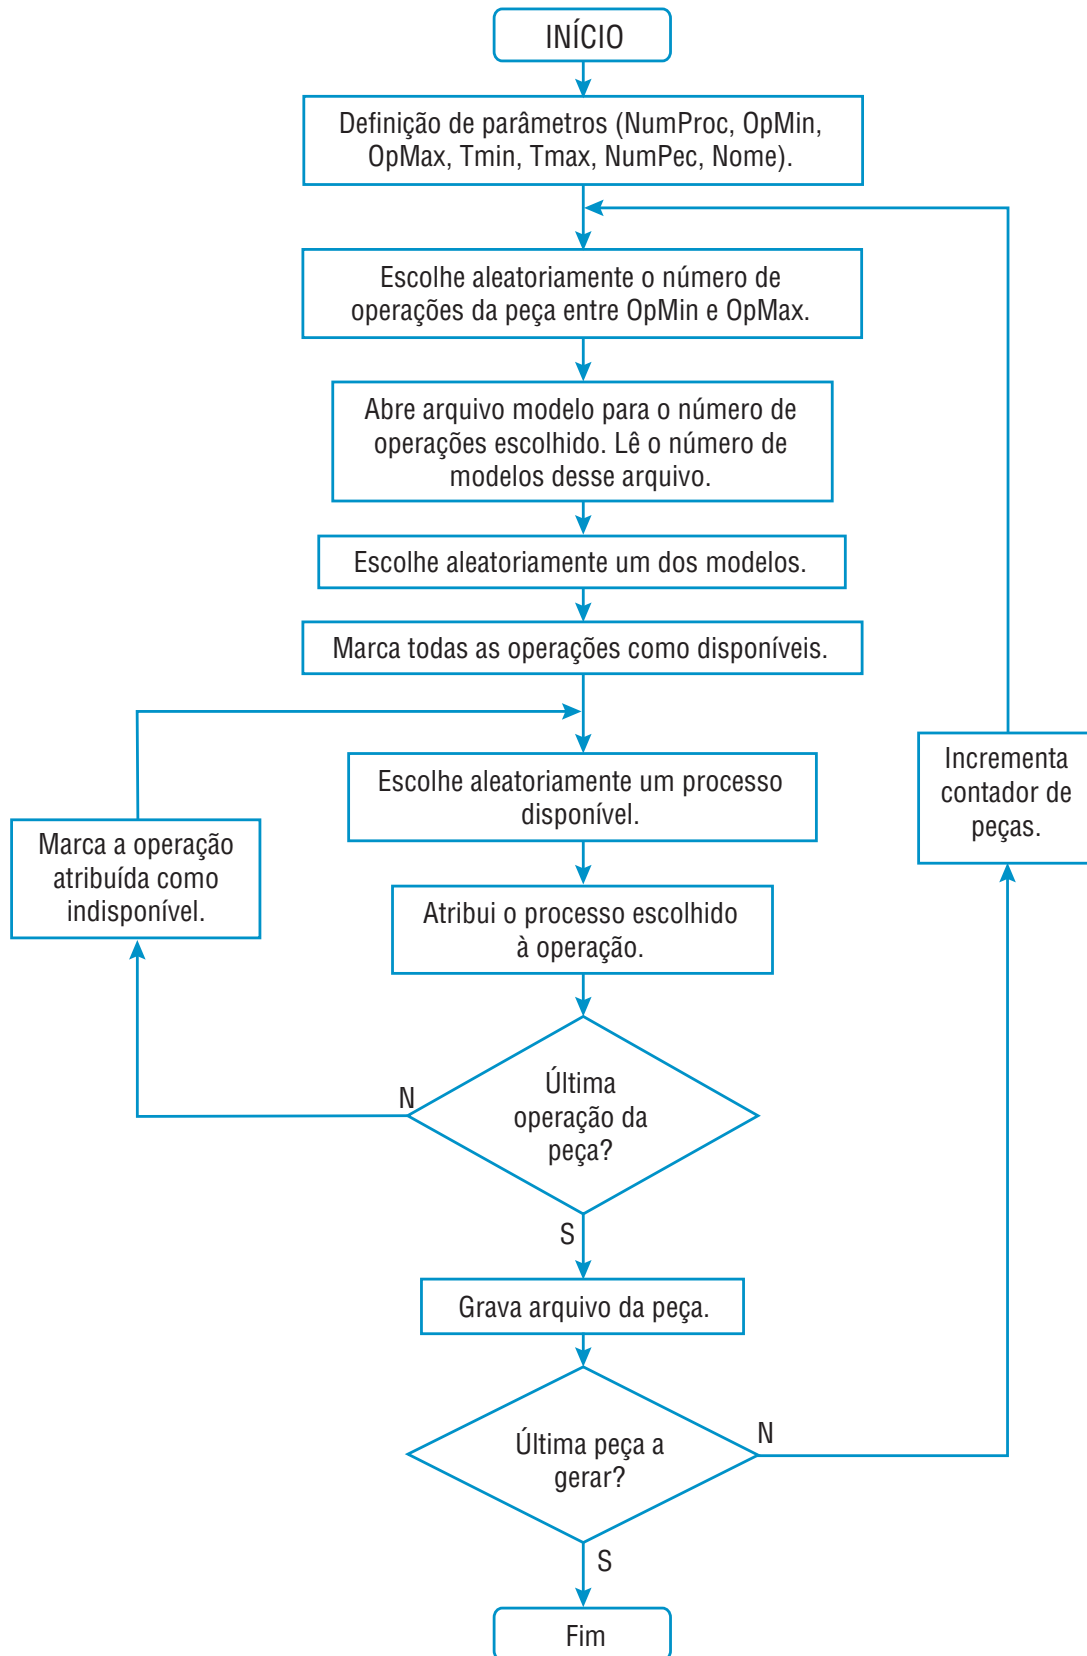 INÍCIO
Definição de parâmetros (NumProc, OpMin,
OpMax, Tmin, Tmax, NumPec, Nome).
Escolhe aleatoriamente o número de
operações da peça entre OpMin e OpMax.
Abre arquivo modelo para o número de
operações escolhido. Lê o número de
modelos desse arquivo.
Escolhe aleatoriamente um dos modelos.
Marca todas as operações como disponíveis.
Escolhe aleatoriamente um processo
disponível.
Incrementa
contador de
peças.
Marca a operação
atribuída como
indisponível.
Atribui o processo escolhido
à operação.
N
Última
operação da
peça?
S
Grava arquivo da peça.
Última peça a
gerar?
N
S
Fim